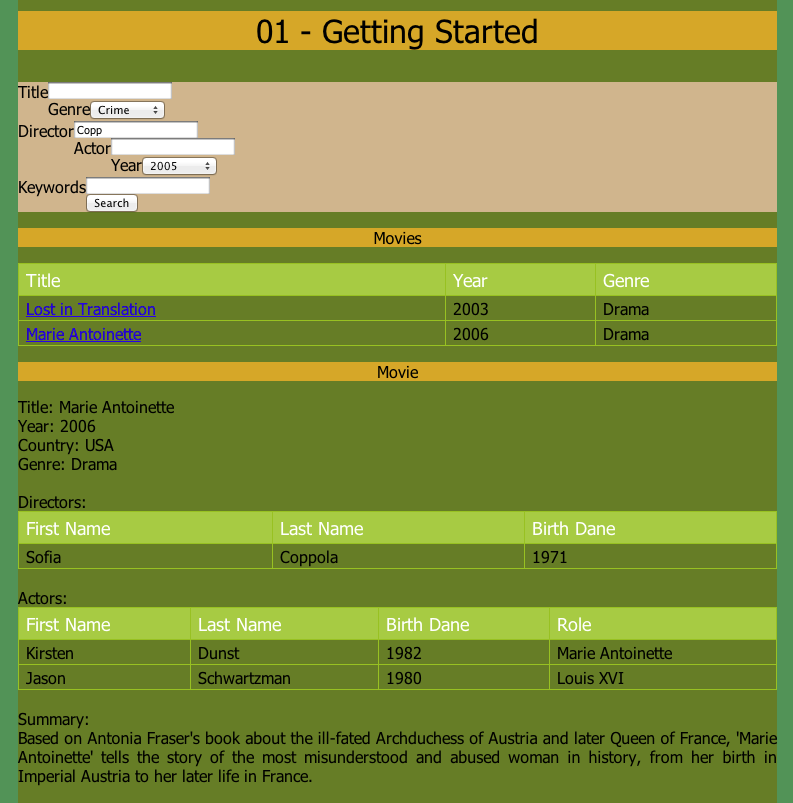 01 - Getting Started
Title
Genre Crime
Director Copp
Actor
Year 2005
Keywords
Search
Movies
Title Year Genre
Lost in Translation 2003 Drama
Marie Antoinette 2006 Drama
Movie
Title: Marie Antoinette
Year: 2006
Country: USA
Genre: Drama
Directors:
First Name Last Name Birth Dane
Sofia Coppola 1971
Actors:
First Name Last Name Birth Dane Role
Kirsten Dunst 1982 Marie Antoinette
Jason Schwartzman 1980 Louis XVI
Summary:
Based on Antonia Fraser's book about the ill-fated Archduchess of Austria and later Queen of France, 'Marie
Antoinette' tells the story of the most misunderstood and abused woman in history, from her birth in
Imperial Austria to her later life in France.